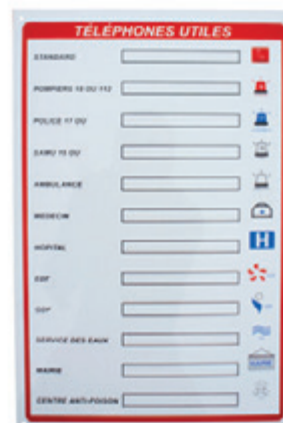 TÉLÉPHONES UTILES
STANDARD
POMPIERS 18 OU 112
POLICE 17 OU
SAMU 15 OU
AMBULANCE
MEDECIN
HOPITAL
H
EDF
GDF
SERVICE DES EAUX
MAIRIE
MAIRIE
CENTRE ANTI-POISON